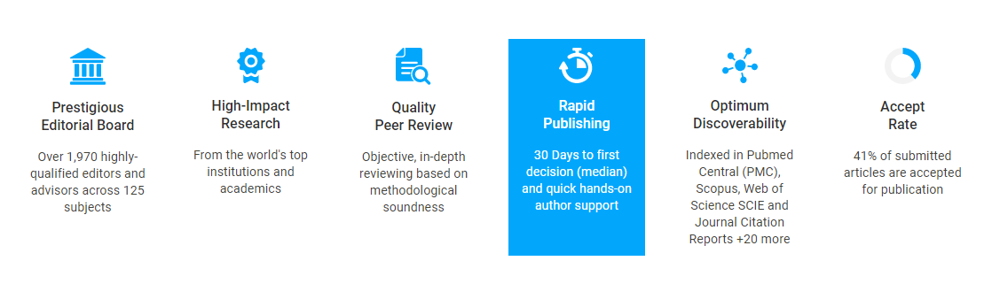 Prestigious
Editorial Board
Over 1,970 highly-
qualified editors and
advisors across 125
subjects
High-Impact
Research
From the world's top
institutions and
academics
Quality
Peer Review
Objective, in-depth
reviewing based on
methodological
soundness
Rapid
Publishing
30 Days to first
decision (median)
and quick hands-on
author support
Optimum
Discoverability
Indexed in Pubmed
Central (PMC),
Scopus, Web of
Science SCIE and
Journal Citation
Reports +20 more
Accept
Rate
41% of submitted
articles are accepted
for publication